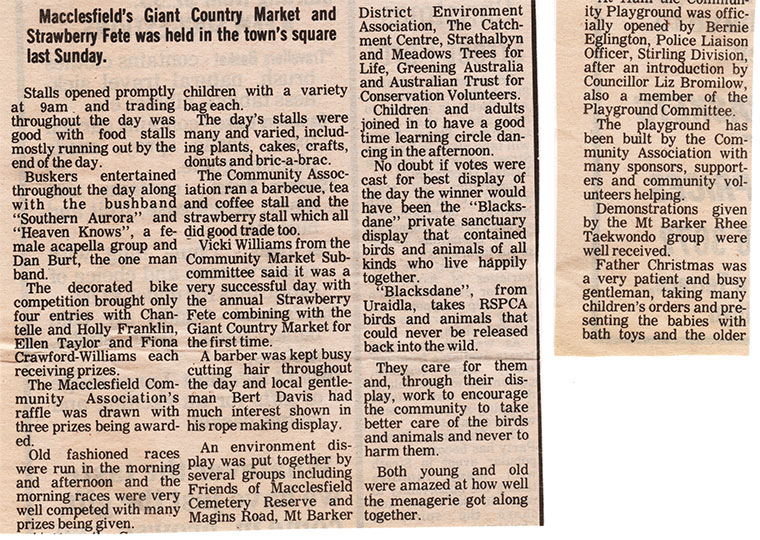 Macclesfield's Giant Country Market and
Strawberry Fete was held in the town's square
last Sunday.
Stalls opened promptly
at 9am and trading
throughout the day was
good with food stalls
mostly running out by the
end of the day.
Buskers entertained
throughout the day along
with the bushband
"Southern Aurora" and
"Heaven Knows", a fe-
male acapella group and
Dan Burt, the one man
band.
The decorated bike
competition brought only
four entries with Chan-
telle and Holly Franklin,
Ellen Taylor and Fiona
Crawford-Williams each
receiving prizes.
The Macclesfield Com-
munity Association's
raffle was drawn with
three prizes being award-
ed.
Old fashioned races
were run in the morning
and afternoon and the
morning races were very
well competed with many
prizes being given.
children with a variety
bag each.
The day's stalls were
many and varied, includ-
ing plants, cakes, crafts,
donuts and bric-a-brac.
The Community Assoc-
iation ran a barbecue, tea
and coffee stall and the
strawberry stall which all
did good trade too.
Vicki Williams from the
Community Market Sub-
committee said it was a
very successful day with
the annual Strawberry
Fete combining with the
Giant Country Market for
the first time.
A barber was kept busy
cutting hair throughout
the day and local gentle-
man Bert Davis had
much interest shown in
his rope making display.
An environment dis-
play was put together by
several groups including
Friends of Macclesfield
Cemetery Reserve and
Magins Road, Mt Barker
District Environment
Association, The Catch-
ment Centre, Strathalbyn
and Meadows Trees for
Life, Greening Australia
and Australian Trust for
Conservation Volunteers.
Children and adults
joined in to have a good
time learning circle dan-
cing in the afternoon.
No doubt if votes were
cast for best display of
the day the winner would
have been the "Blacks-
dane" private sanctuary
display that contained
birds and animals of all
kinds who live happily
together.
"Blacksdane", from
Uraidla, takes RSPCA
birds and animals that
could never be released
back into the wild.
They care for them
and, through their dis-
play, work to encourage
the community to take
better care of the birds
and animals and never to
harm them.
Both young and old
were amazed at how well
the menagerie got along
together.
At 11am the Commun-
ity Playground was offic-
ially opened by Bernie
Eglington, Police Liaison
Officer, Stirling Division,
after an introduction by
Councillor Liz Bromilow,
also a member of the
Playground Committee.
The playground has
been built by the Com-
munity Association with
many sponsors, support-
ers and community vol-
unteers helping.
Demonstrations given
by the Mt Barker Rhee
Taekwondo group were
well received.
Father Christmas was
a very patient and busy
gentleman, taking many
children's orders and pre-
senting the babies with
bath toys and the older